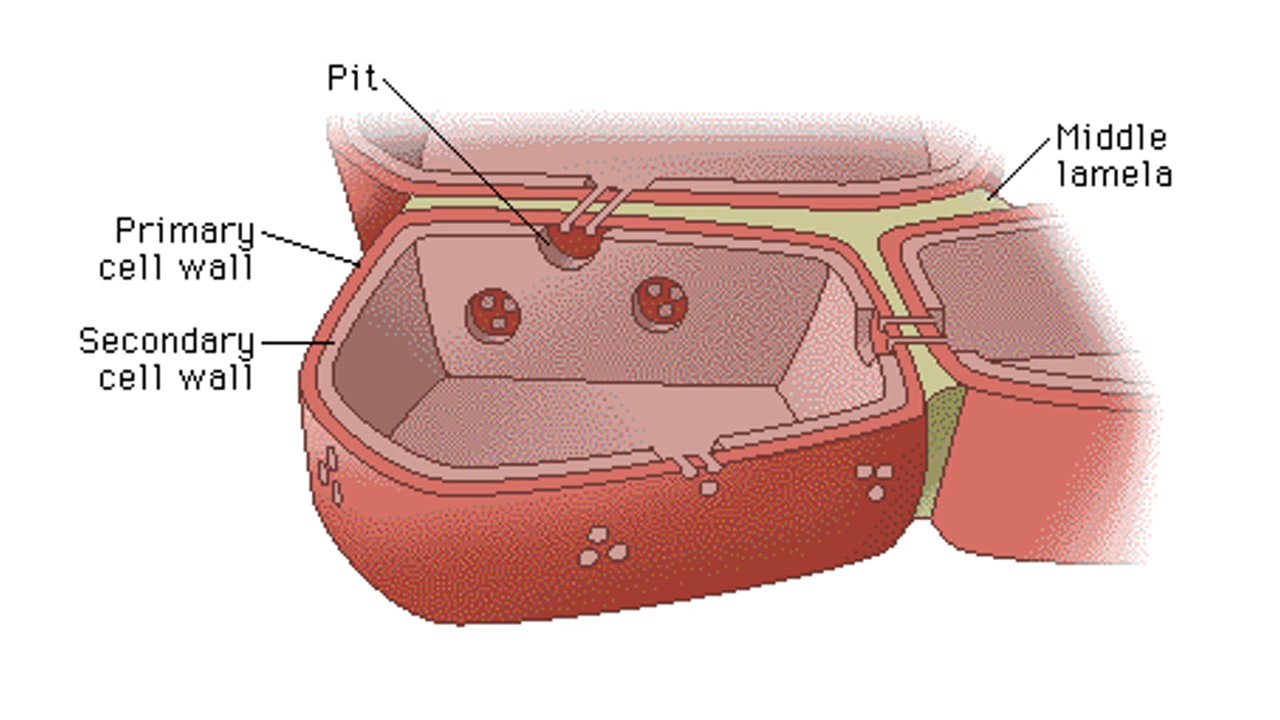 Pit
Middle
lamela
Primary
cell wall
Secondary
cell wall